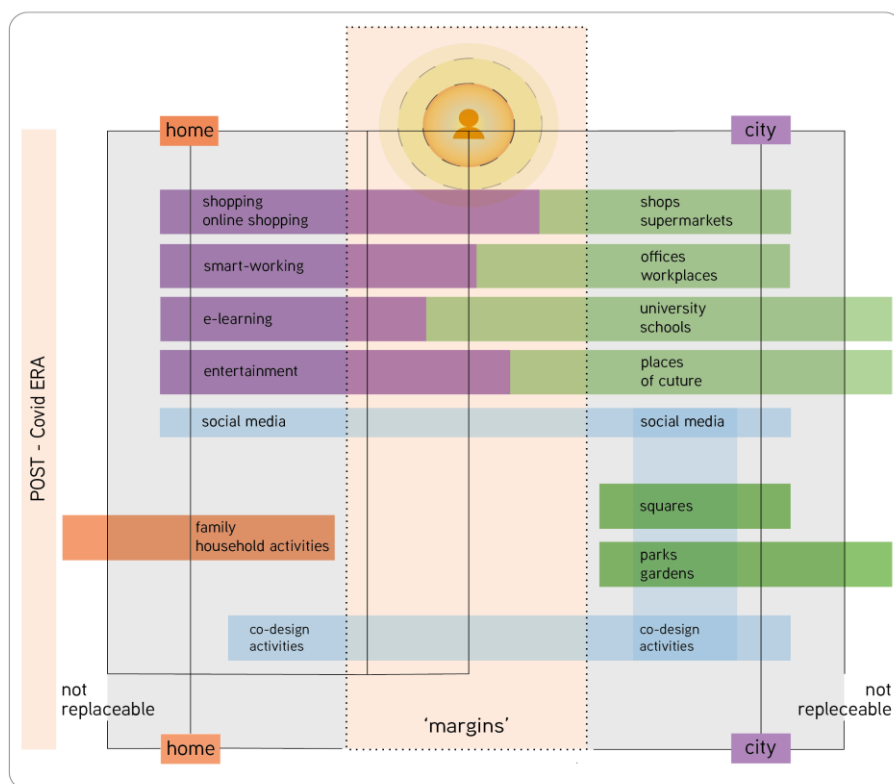 home
city
shopping
online shopping
shops
supermarkets
smart-working
offices
workplaces
e-learning
university
schools
entertainment
places
of cuture
social media
social media
POST - Covid ERA
squares
family
household activities
parks
gardens
co-design
activities
co-design
activities
not
replaceable
not
repleceable
'margins'
home
city